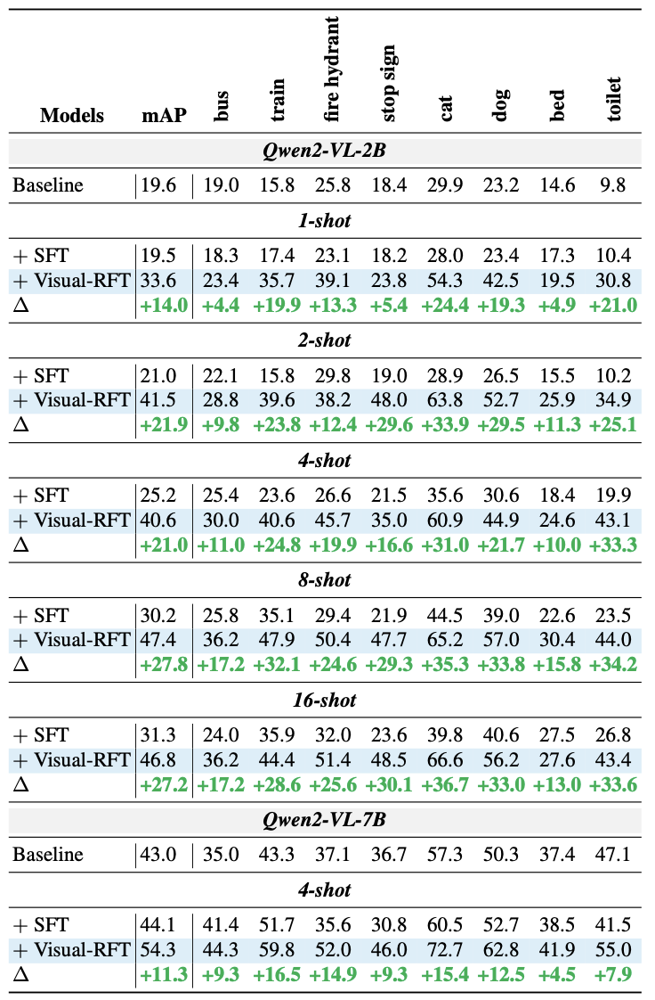 Models mAP bus train fire hydrant stop sign cat dog bed toilet
Qwen2-VL-2B
Baseline 19.6 19.0 15.8 25.8 18.4 29.9 23.2 14.6 9.8
1-shot
+ SFT 19.5 18.3 17.4 23.1 18.2 28.0 23.4 17.3 10.4
+ Visual-RFT 33.6 23.4 35.7 39.1 23.8 54.3 42.5 19.5 30.8
Δ +14.0 +4.4 +19.9 +13.3 +5.4 +24.4 +19.3 +4.9 +21.0
2-shot
+ SFT 21.0 22.1 15.8 29.8 19.0 28.9 26.5 15.5 10.2
+ Visual-RFT 41.5 28.8 39.6 38.2 48.0 63.8 52.7 25.9 34.9
Δ +21.9 +9.8 +23.8 +12.4 +29.6 +33.9 +29.5 +11.3 +25.1
4-shot
+ SFT 25.2 25.4 23.6 26.6 21.5 35.6 30.6 18.4 19.9
+ Visual-RFT 40.6 30.0 40.6 45.7 35.0 60.9 44.9 24.6 43.1
Δ +21.0 +11.0 +24.8 +19.9 +16.6 +31.0 +21.7 +10.0 +33.3
8-shot
+ SFT 30.2 25.8 35.1 29.4 21.9 44.5 39.0 22.6 23.5
+ Visual-RFT 47.4 36.2 47.9 50.4 47.7 65.2 57.0 30.4 44.0
Δ +27.8 +17.2 +32.1 +24.6 +29.3 +35.3 +33.8 +15.8 +34.2
16-shot
+ SFT 31.3 24.0 35.9 32.0 23.6 39.8 40.6 27.5 26.8
+ Visual-RFT 46.8 36.2 44.4 51.4 48.5 66.6 56.2 27.6 43.4
Δ +27.2 +17.2 +28.6 +25.6 +30.1 +36.7 +33.0 +13.0 +33.6
Qwen2-VL-7B
Baseline 43.0 35.0 43.3 37.1 36.7 57.3 50.3 37.4 47.1
4-shot
+ SFT 44.1 41.4 51.7 35.6 30.8 60.5 52.7 38.5 41.5
+ Visual-RFT 54.3 44.3 59.8 52.0 46.0 72.7 62.8 41.9 55.0
Δ +11.3 +9.3 +16.5 +14.9 +9.3 +15.4 +12.5 +4.5 +7.9